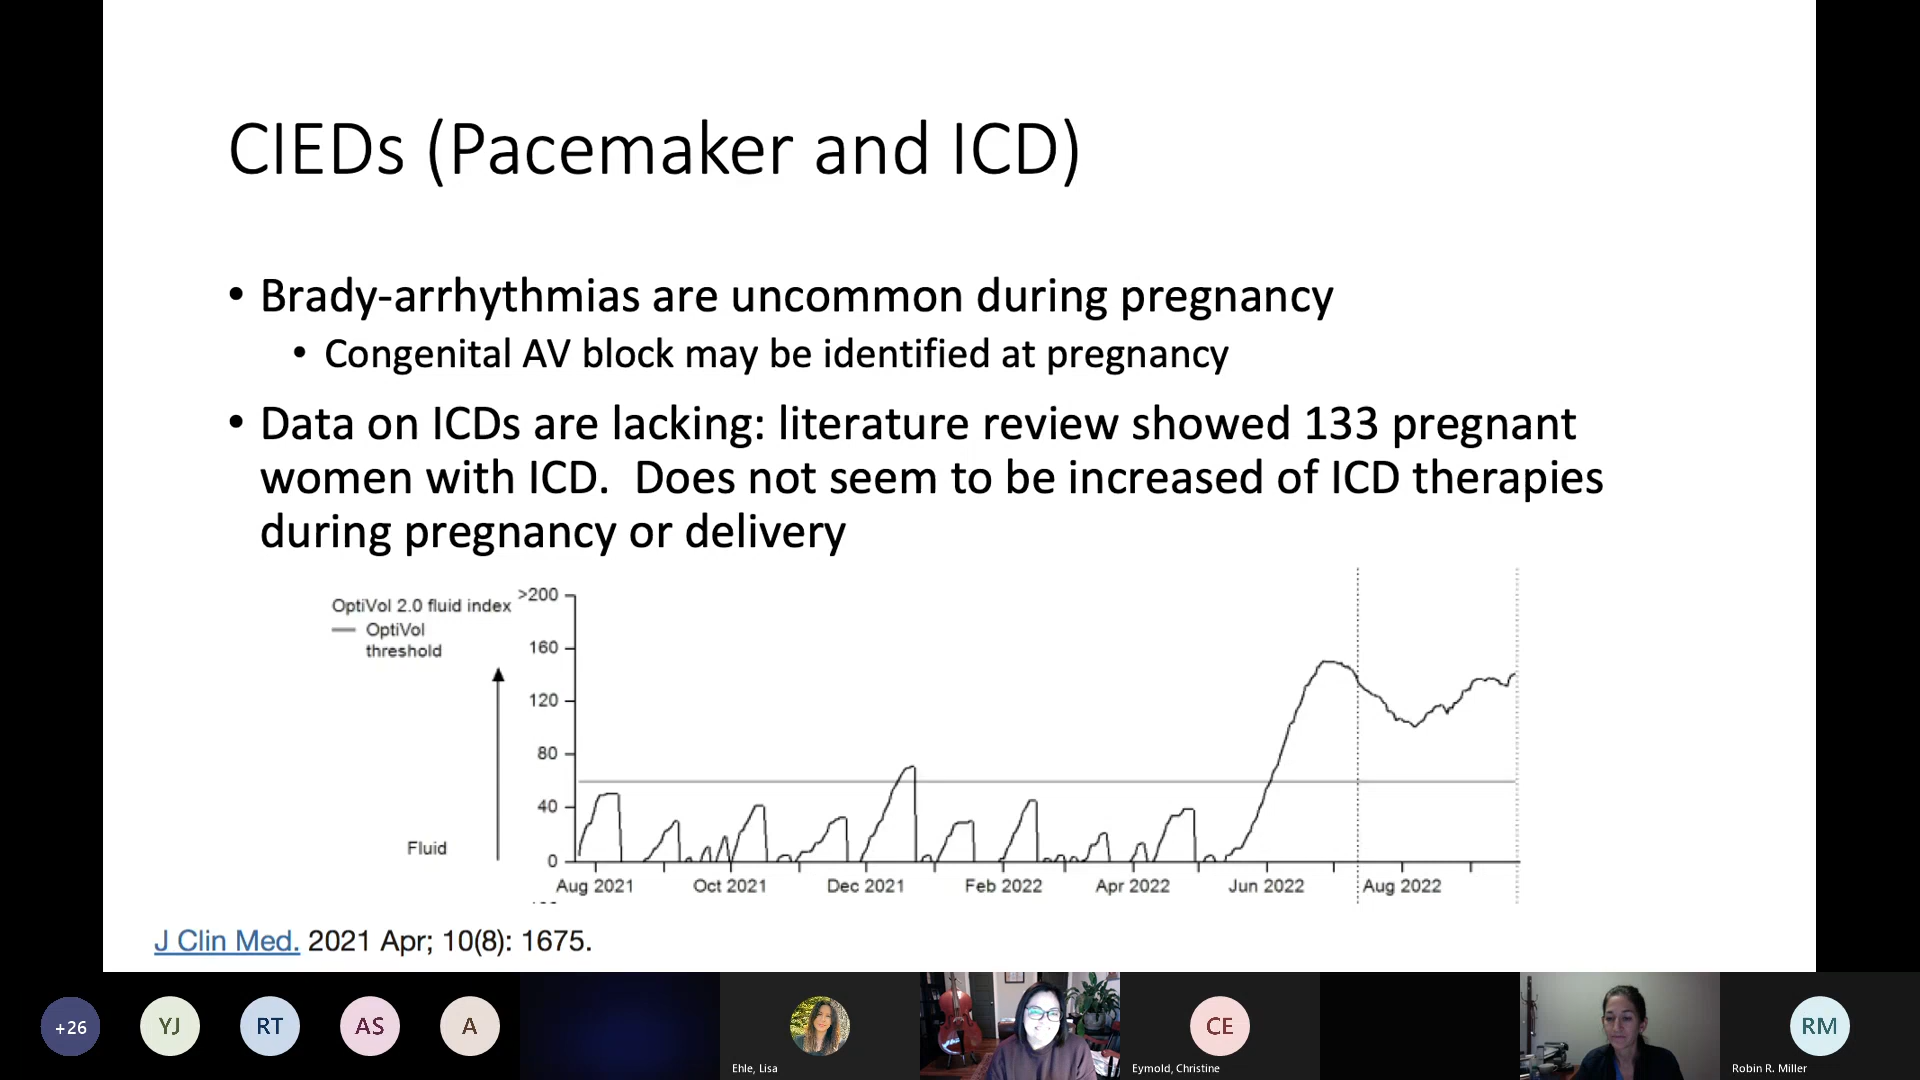 CIEDs (Pacemaker and ICD)
• Brady-arrhythmias are uncommon during pregnancy
• Congenital AV block may be identified at pregnancy
• Data on ICDs are lacking: literature review showed 133 pregnant
women with ICD.  Does not seem to be increased of ICD therapies
during pregnancy or delivery
OptiVol 2.0 fluid index
OptiVol
threshold
>200
160
120
80
40
0
Fluid
Aug 2021 Oct 2021 Dec 2021 Feb 2022 Apr 2022 Jun 2022 Aug 2022
J Clin Med. 2021 Apr; 10(8): 1675.
+26 YJ RT AS A CE RM
Ehle, Lisa
Eymold, Christine
Robin R. Miller